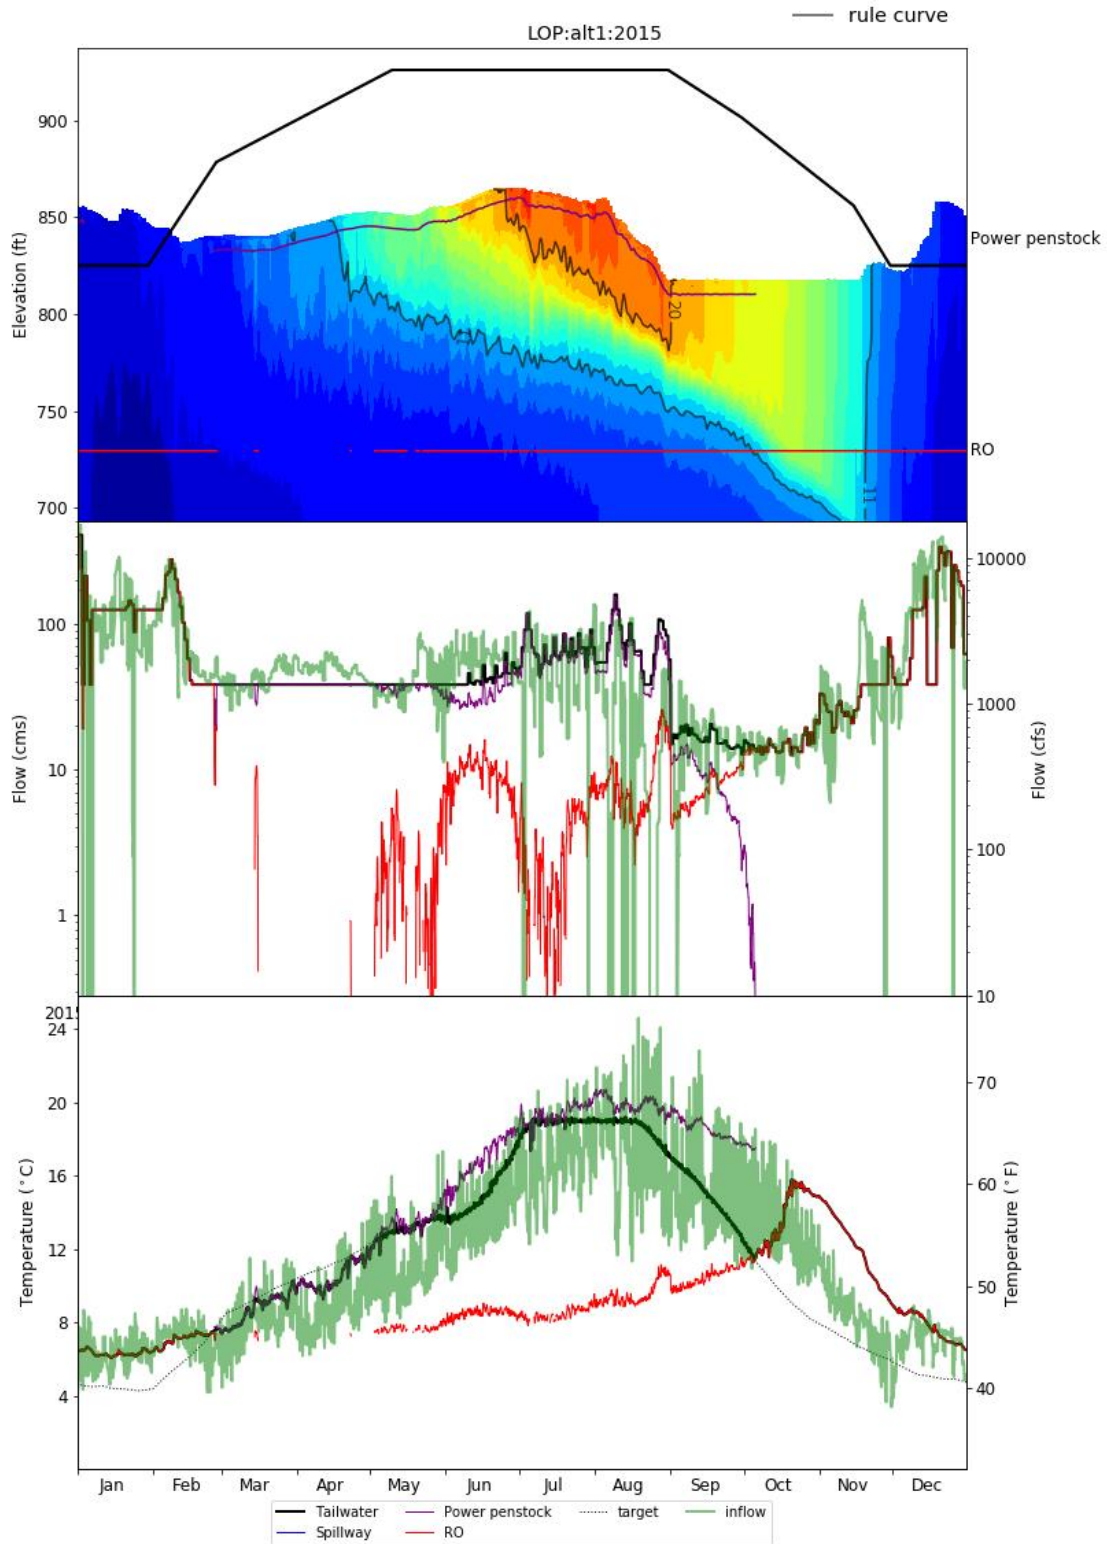 rule curve
LOP:alt1:2015
900
850
800
750
700
Elevation (ft)
Power penstock
RO
20
11
11
100
10
1
Flow (cms)
10000
1000
100
10
Flow (cfs)
2015
24
20
16
12
8
4
Temperature (°C)
70
60
50
40
Temperature (°F)
Jan Feb Mar Apr May Jun Jul Aug Sep Oct Nov Dec
Tailwater Power penstock target inflow
Spillway RO